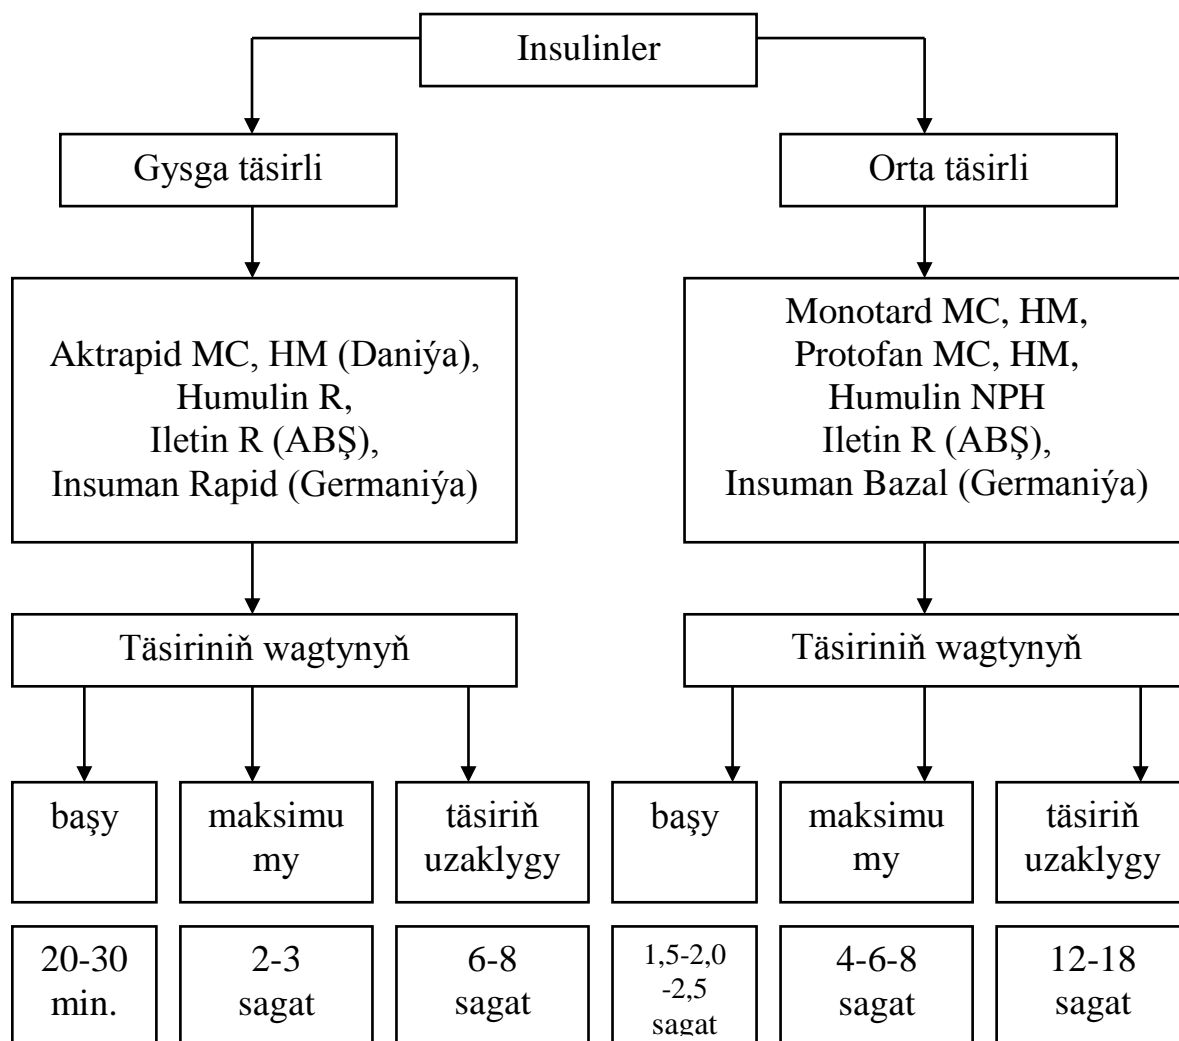 Insulinler
Gysga täsirli
Orta täsirli
Aktrapid MC, HM (Daniýa),
Humulin R,
Iletin R (ABŞ),
Insuman Rapid (Germaniýa)
Monotard MC, HM,
Protofan MC, HM,
Humulin NPH
Iletin R (ABŞ),
Insuman Bazal (Germaniýa)
Täsiriniň wagtynyň
Täsiriniň wagtynyň
başy
maksimu
my
täsiriň
uzaklygy
başy
maksimu
my
täsiriň
uzaklygy
20-30
min.
2-3
sagat
6-8
sagat
1,5-2,0
-2,5
sagat
4-6-8
sagat
12-18
sagat